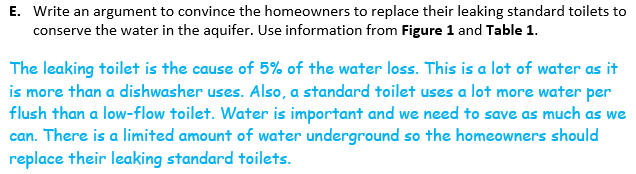 E. Write an argument to convince the homeowners to replace their leaking standard toilets to
conserve the water in the aquifer. Use information from Figure 1 and Table 1.
The leaking toilet is the cause of 5% of the water loss. This is a lot of water as it
is more than a dishwasher uses. Also, a standard toilet uses a lot more water per
flush than a low-flow toilet. Water is important and we need to save as much as we
can. There is a limited amount of water underground so the homeowners should
replace their leaking standard toilets.